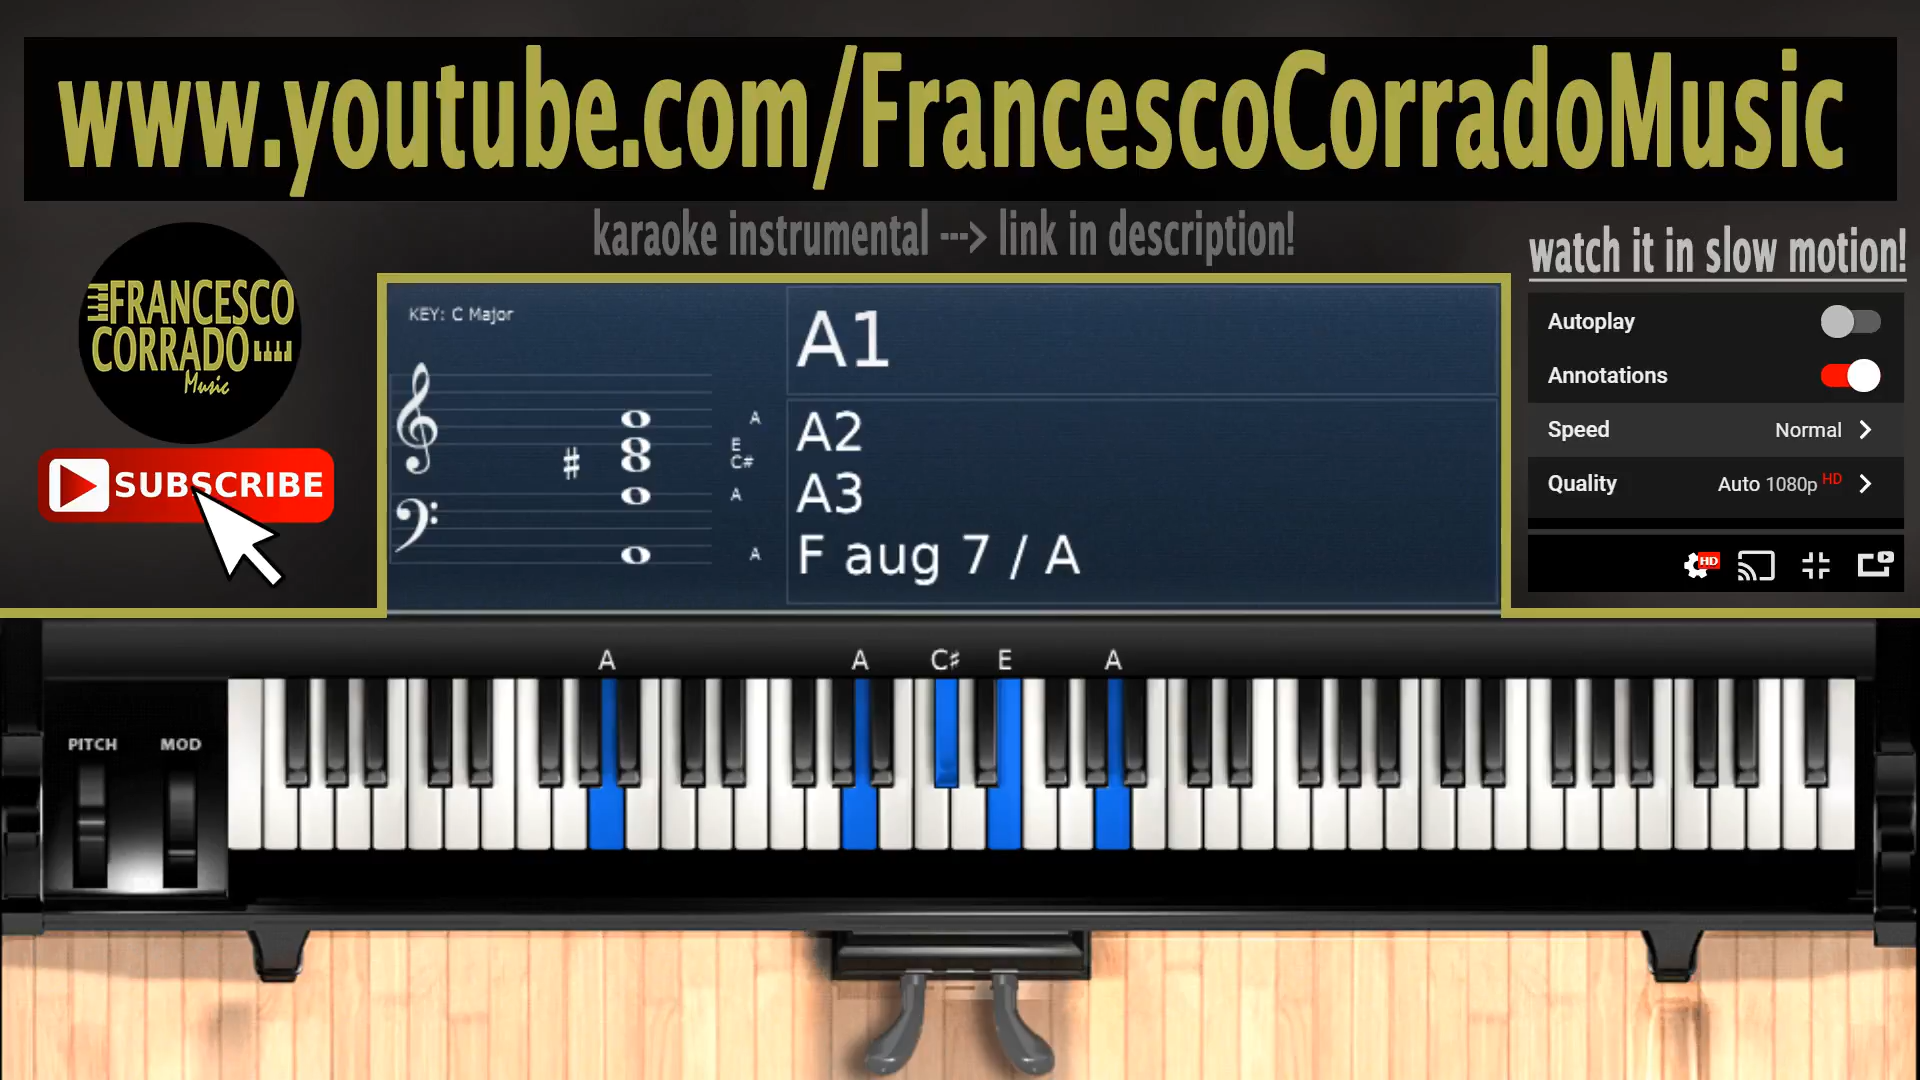 www.youtube.com/FrancescoCorradoMusic
karaoke instrumental ---> link in description!
watch it in slow motion!
FRANCESCO
CORRADO
Music
SUBSCRIBE
KEY: C Major
A
E
C#
A
A
A1
A2
A3
F aug 7 / A
Autoplay
Annotations
Speed Normal
Quality Auto 1080p HD
HD
A A C♯ E A
PITCH MOD